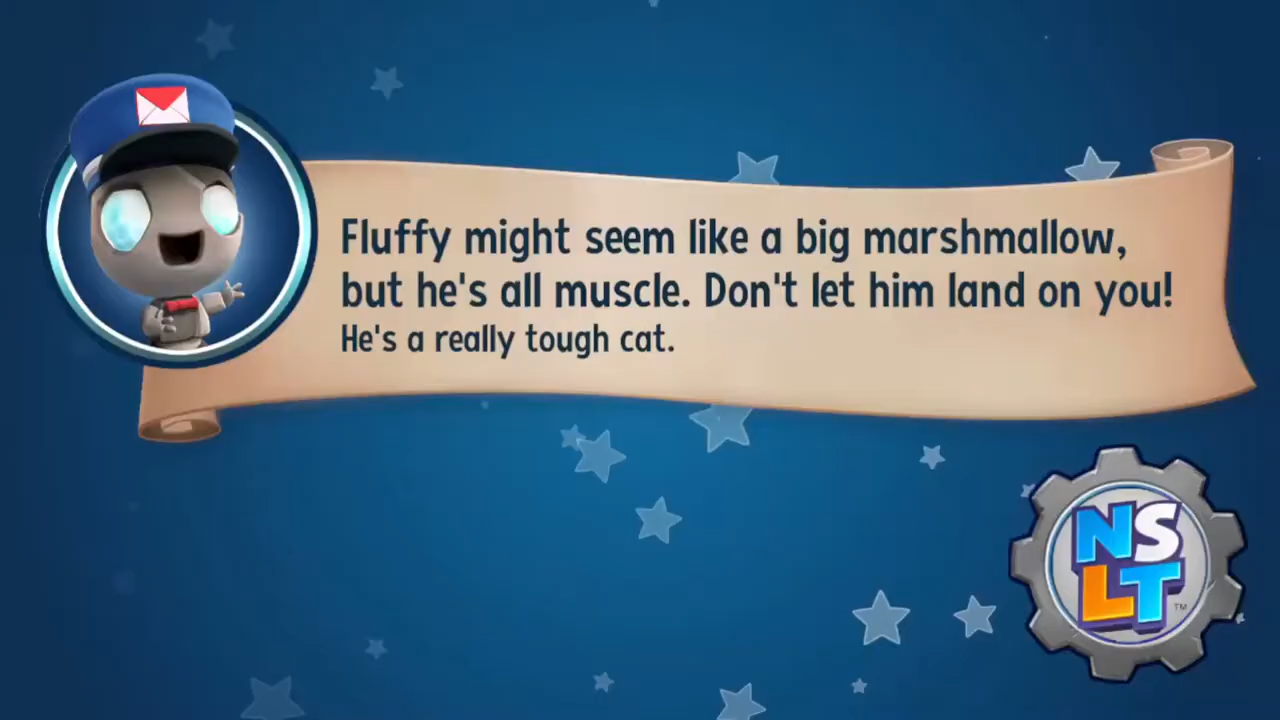 Fluffy might seem like a big marshmallow,
but he's all muscle. Don't let him land on you!
He's a really tough cat.
NS
LT
TM